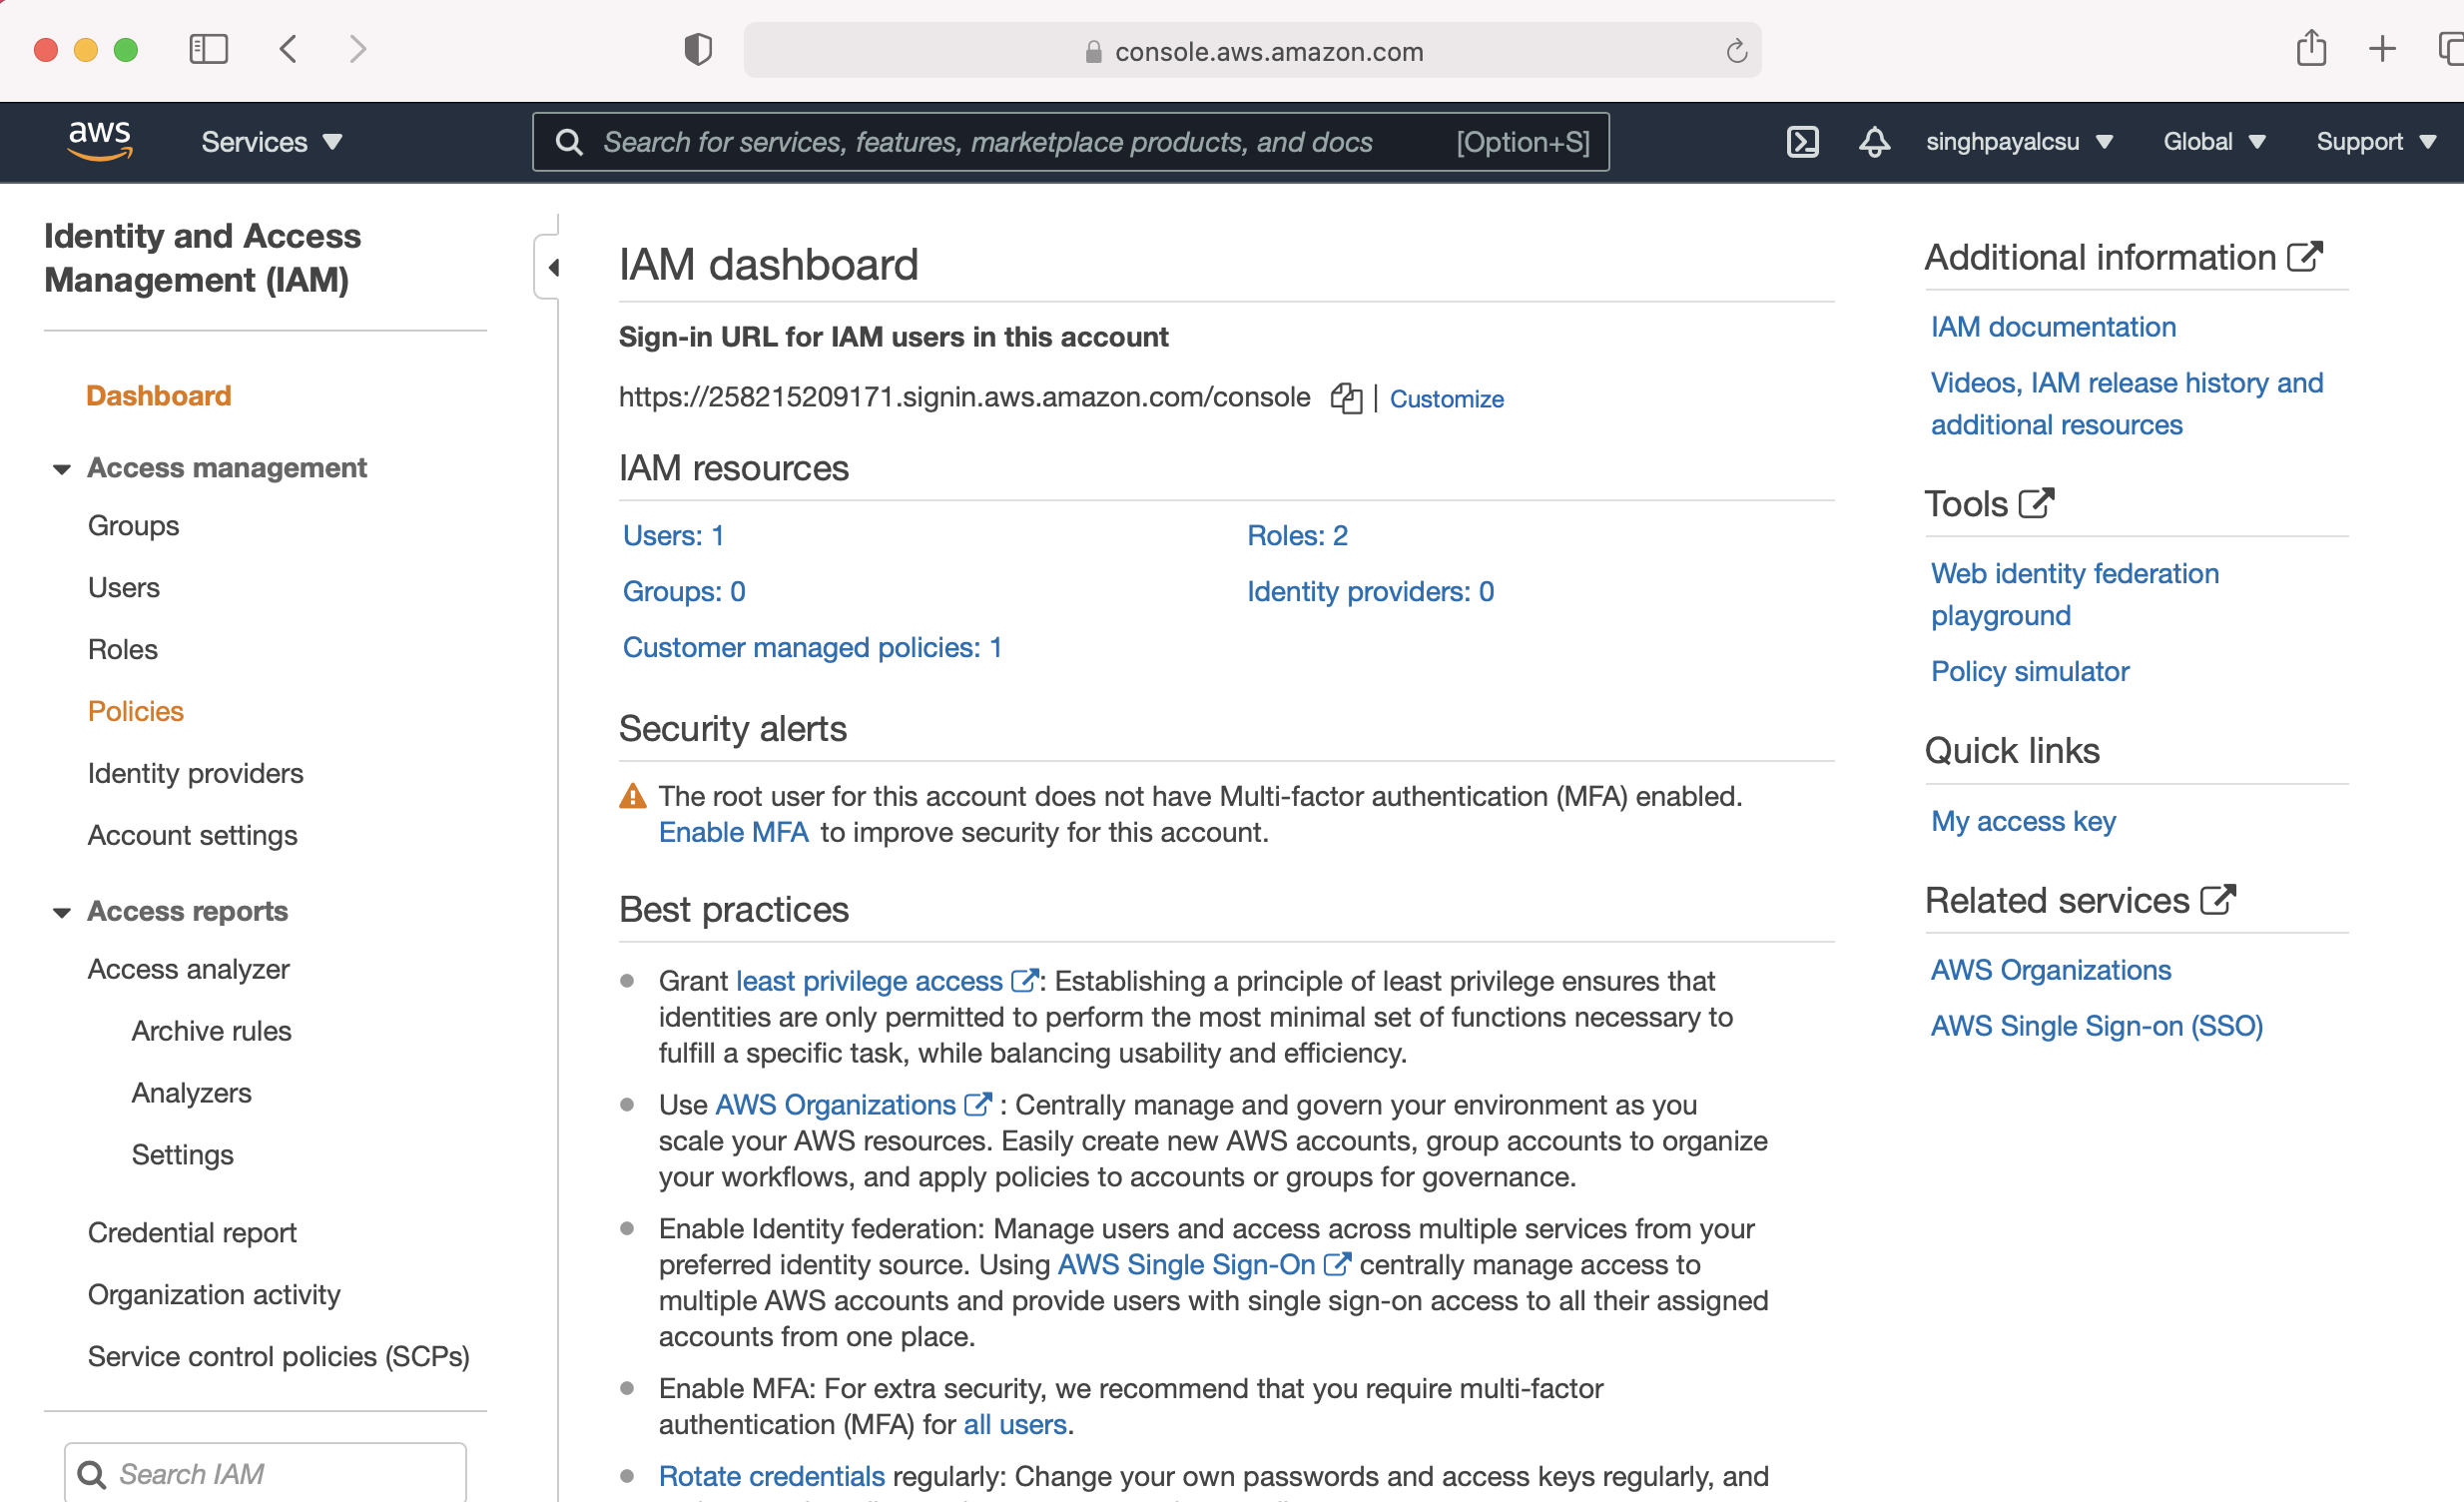 console.aws.amazon.com
aws
Services
Search for services, features, marketplace products, and docs
[Option+S]
singhpayalcsu
Global
Support
Identity and Access
Management (IAM)
Dashboard
Access management
Groups
Users
Roles
Policies
Identity providers
Account settings
Access reports
Access analyzer
Archive rules
Analyzers
Settings
Credential report
Organization activity
Service control policies (SCPs)
Search IAM
IAM dashboard
Sign-in URL for IAM users in this account
https://258215209171.signin.aws.amazon.com/console | Customize
IAM resources
Users: 1
Roles: 2
Groups: 0
Identity providers: 0
Customer managed policies: 1
Security alerts
The root user for this account does not have Multi-factor authentication (MFA) enabled.
Enable MFA to improve security for this account.
Best practices
Grant least privilege access : Establishing a principle of least privilege ensures that
identities are only permitted to perform the most minimal set of functions necessary to
fulfill a specific task, while balancing usability and efficiency.
Use AWS Organizations : Centrally manage and govern your environment as you
scale your AWS resources. Easily create new AWS accounts, group accounts to organize
your workflows, and apply policies to accounts or groups for governance.
Enable Identity federation: Manage users and access across multiple services from your
preferred identity source. Using AWS Single Sign-On centrally manage access to
multiple AWS accounts and provide users with single sign-on access to all their assigned
accounts from one place.
Enable MFA: For extra security, we recommend that you require multi-factor
authentication (MFA) for all users.
Rotate credentials regularly: Change your own passwords and access keys regularly, and
Additional information
IAM documentation
Videos, IAM release history and
additional resources
Tools
Web identity federation
playground
Policy simulator
Quick links
My access key
Related services
AWS Organizations
AWS Single Sign-on (SSO)